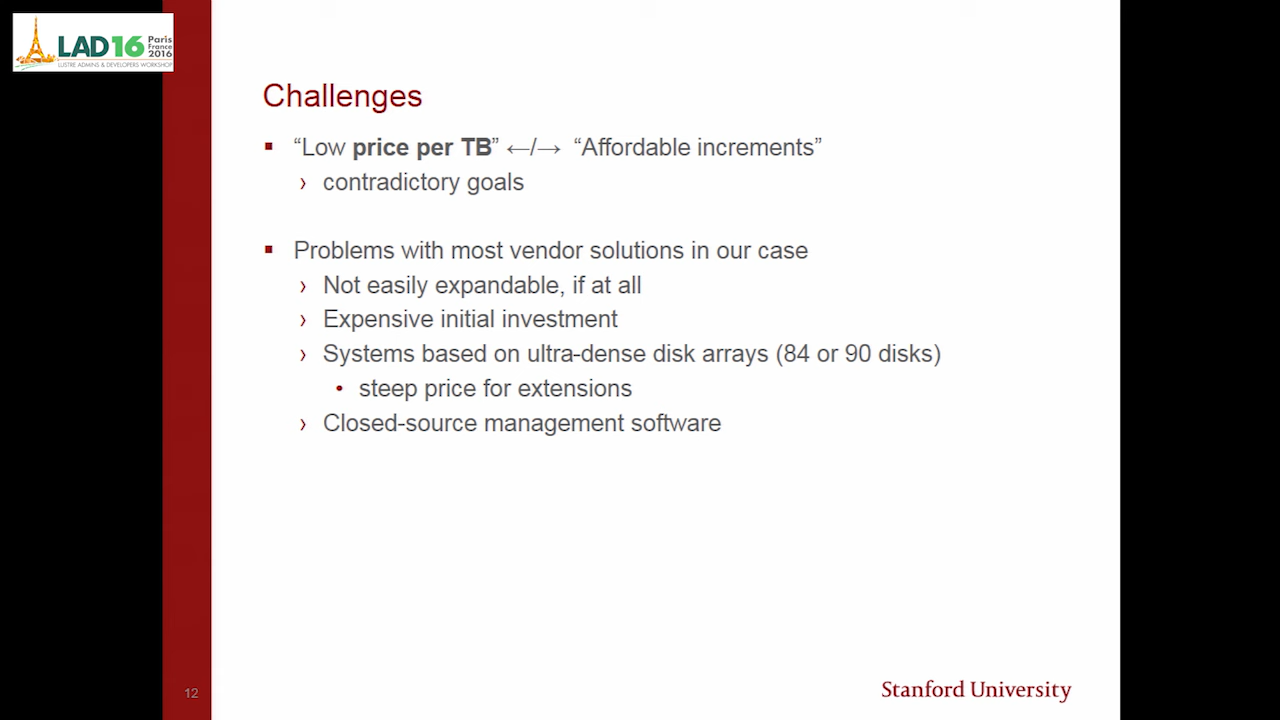 LAD16 Paris France 2016
LUSTRE ADMINS & DEVELOPERS WORKSHOP
Challenges
▪ “Low price per TB” ←/→ “Affordable increments”
› contradictory goals
▪ Problems with most vendor solutions in our case
› Not easily expandable, if at all
› Expensive initial investment
› Systems based on ultra-dense disk arrays (84 or 90 disks)
• steep price for extensions
› Closed-source management software
12
Stanford University